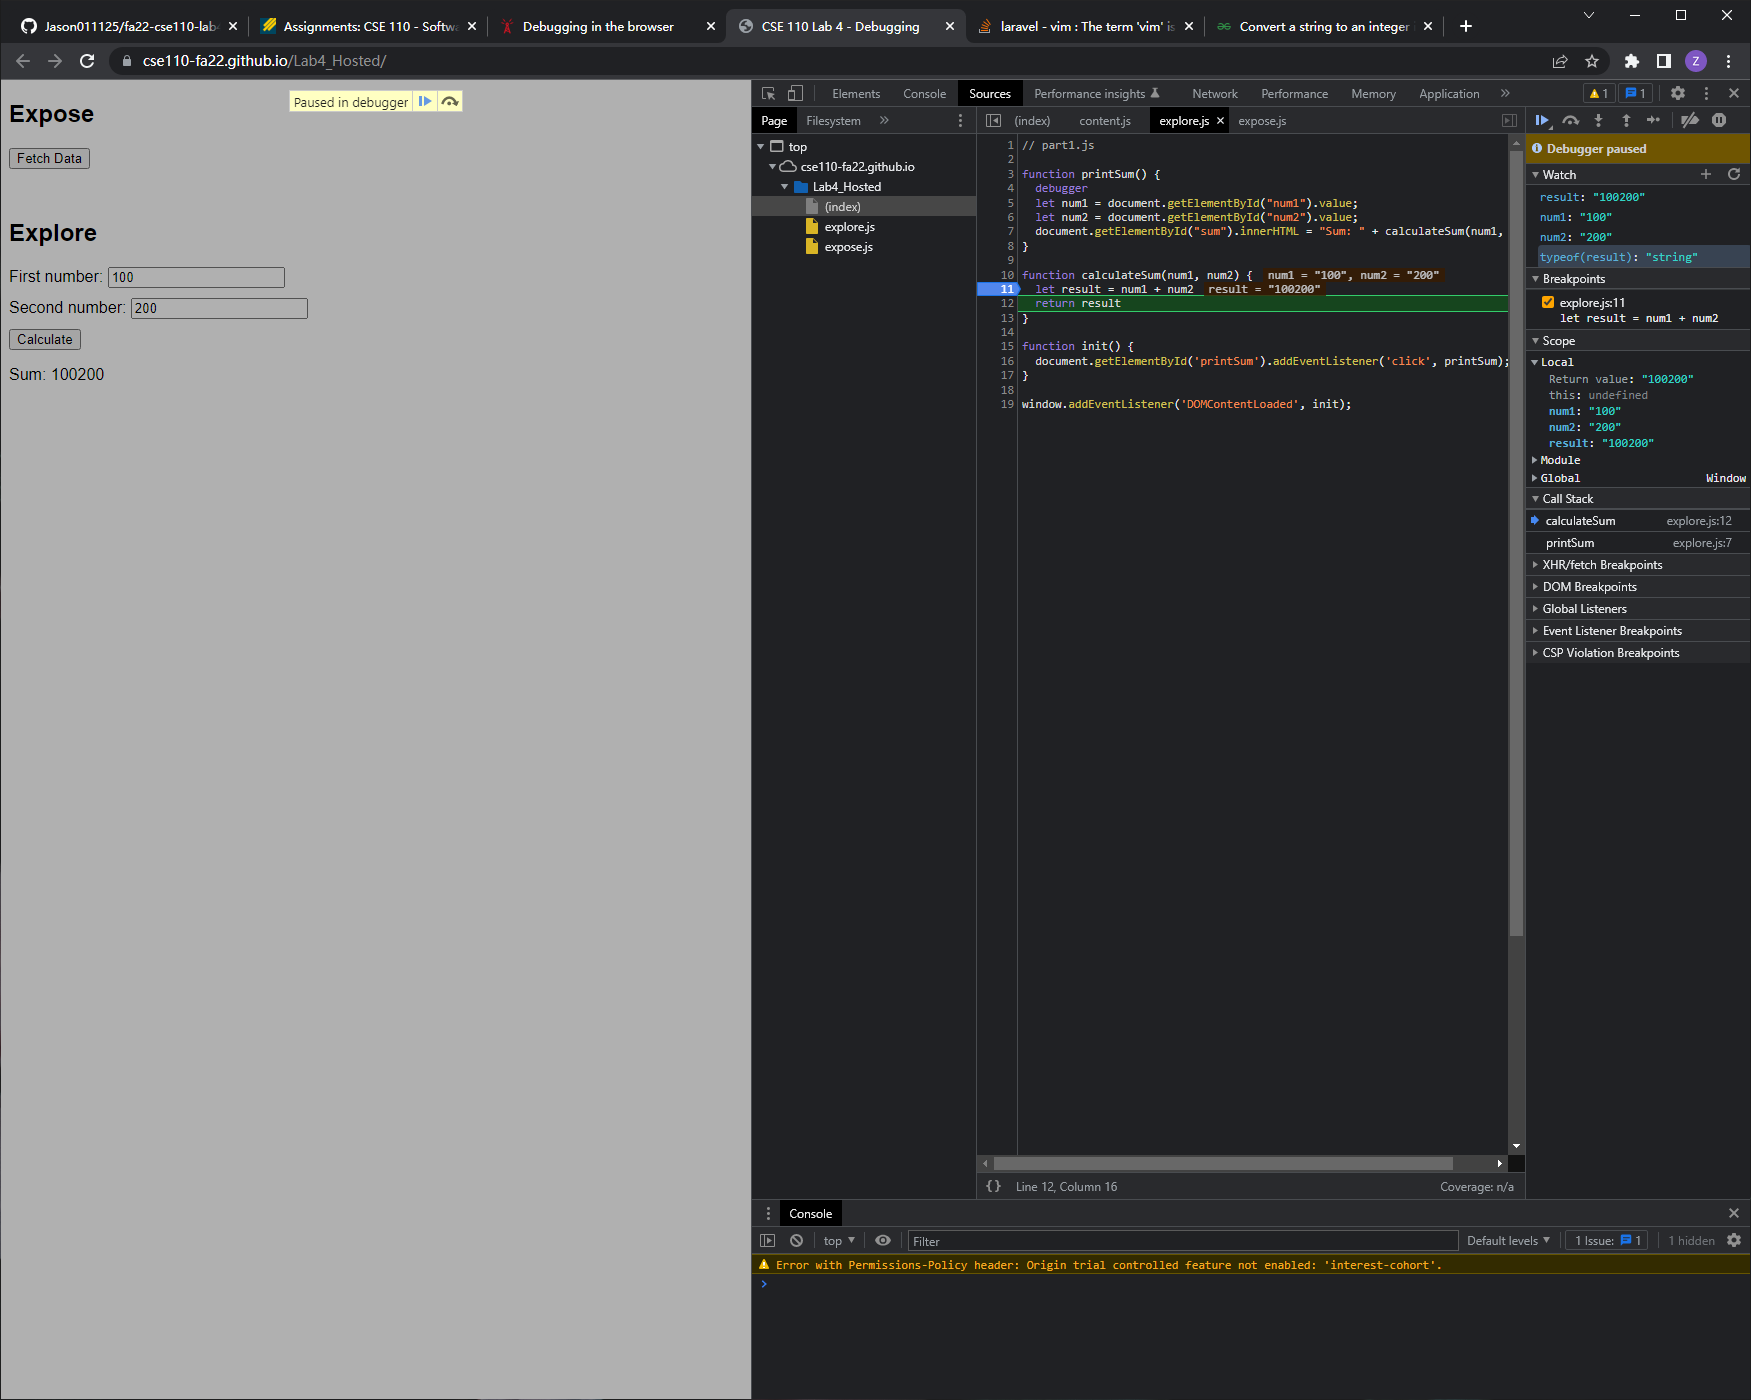 Jason011125/fa22-cse110-lab
Assignments: CSE 110 - Softw
Debugging in the browser
CSE 110 Lab 4 - Debugging
laravel - vim : The term 'vim' is
Convert a string to an integer
cse110-fa22.github.io/Lab4_Hosted/
Z
Expose
Paused in debugger
Fetch Data
Explore
First number: 100
Second number: 200
Calculate
Sum: 100200
Elements Console Sources Performance insights Network Performance Memory Application » 1 1
Page Filesystem »
top
cse110-fa22.github.io
Lab4_Hosted
(index)
explore.js
expose.js
(index) content.js explore.js expose.js
1 // part1.js
2
3 function printSum() {
4 debugger
5 let num1 = document.getElementById("num1").value;
6 let num2 = document.getElementById("num2").value;
7 document.getElementById("sum").innerHTML = "Sum: " + calculateSum(num1,
8 }
9
10 function calculateSum(num1, num2) { num1 = "100", num2 = "200"
11 let result = num1 + num2 result = "100200"
12 return result
13 }
14
15 function init() {
16 document.getElementById('printSum').addEventListener('click', printSum);
17 }
18
19 window.addEventListener('DOMContentLoaded', init);
{} Line 12, Column 16
Coverage: n/a
Debugger paused
Watch
result: "100200"
num1: "100"
num2: "200"
typeof(result): "string"
Breakpoints
explore.js:11
let result = num1 + num2
Scope
Local
Return value: "100200"
this: undefined
num1: "100"
num2: "200"
result: "100200"
Module
Global Window
Call Stack
calculateSum explore.js:12
printSum explore.js:7
XHR/fetch Breakpoints
DOM Breakpoints
Global Listeners
Event Listener Breakpoints
CSP Violation Breakpoints
Console
top Filter Default levels 1 Issue: 1 1 hidden
Error with Permissions-Policy header: Origin trial controlled feature not enabled: 'interest-cohort'.